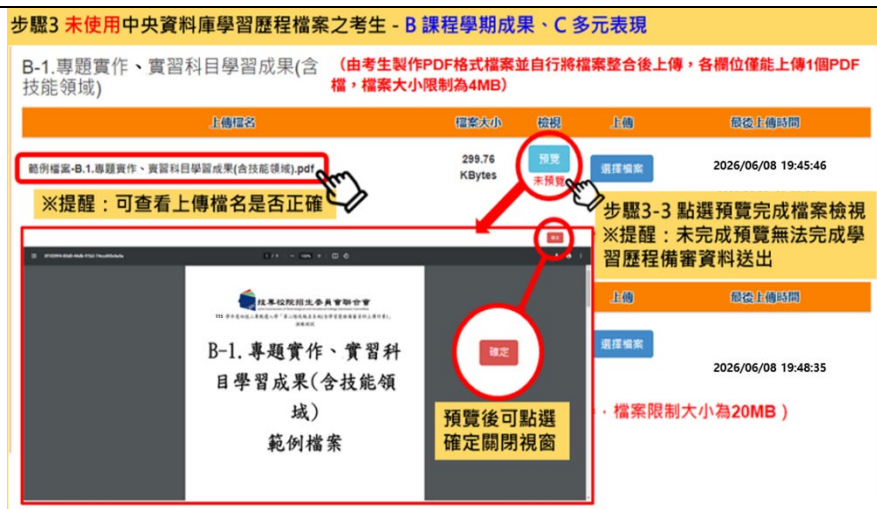 步驟3 未使用中央資料庫學習歷程檔案之考生 - B 課程學期成果、C 多元表現
B-1.專題實作、實習科目學習成果(含技能領域)
（由考生製作PDF格式檔案並自行將檔案整合後上傳，各欄位僅能上傳1個PDF
檔，檔案大小限制為4MB）
上傳檔名 檔案大小 檢視 上傳 最後上傳時間
範例檔案-B.1.專題實作、實習科目學習成果(含技能領域).pdf
299.76
KBytes
預覽
未預覽
選擇檔案
2026/06/08 19:45:46
※提醒：可查看上傳檔名是否正確
步驟3-3 點選預覽完成檔案檢視
※提醒：未完成預覽無法完成學
習歷程備審資料送出
確定
技專校院招生委員會聯合會
B-1.專題實作、實習科
目學習成果(含技能領
域)
範例檔案
確定
預覽後可點選
確定關閉視窗
上傳 最後上傳時間
選擇檔案
2026/06/08 19:48:35
，檔案限制大小為20MB )